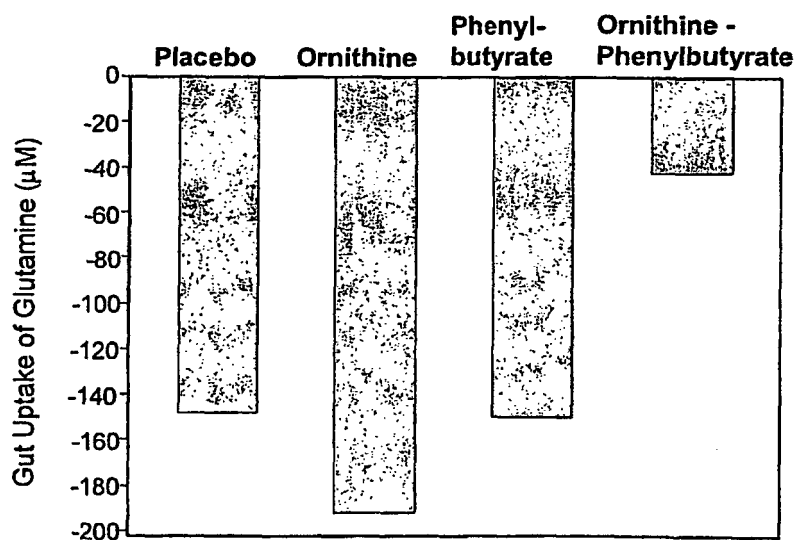 Placebo
Ornithine
Phenyl-
butyrate
Ornithine -
Phenylbutyrate
Gut Uptake of Glutamine (μM)
0
-20
-40
-60
-80
-100
-120
-140
-160
-180
-200